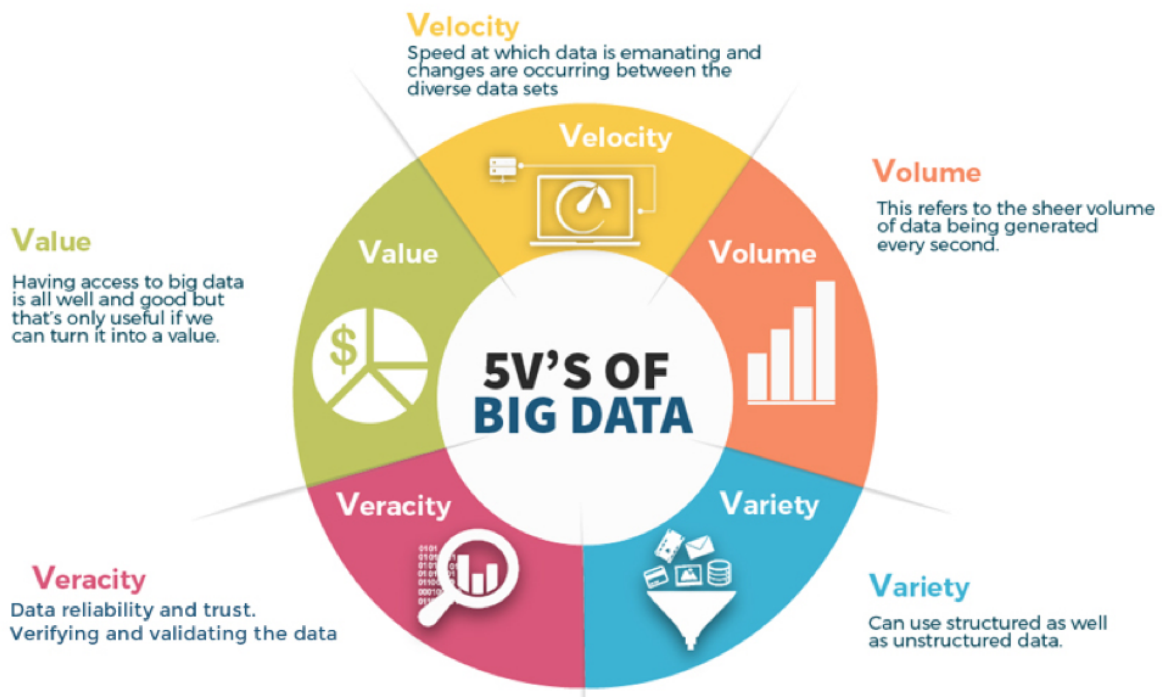 Velocity
Speed at which data is emanating and
changes are occurring between the
diverse data sets
Velocity
Volume
This refers to the sheer volume
of data being generated
every second.
Volume
Value
Having access to big data
is all well and good but
that's only useful if we
can turn it into a value.
Value
$
5V'S OF
BIG DATA
Veracity
Variety
Veracity
Data reliability and trust.
Verifying and validating the data
Variety
Can use structured as well
as unstructured data.